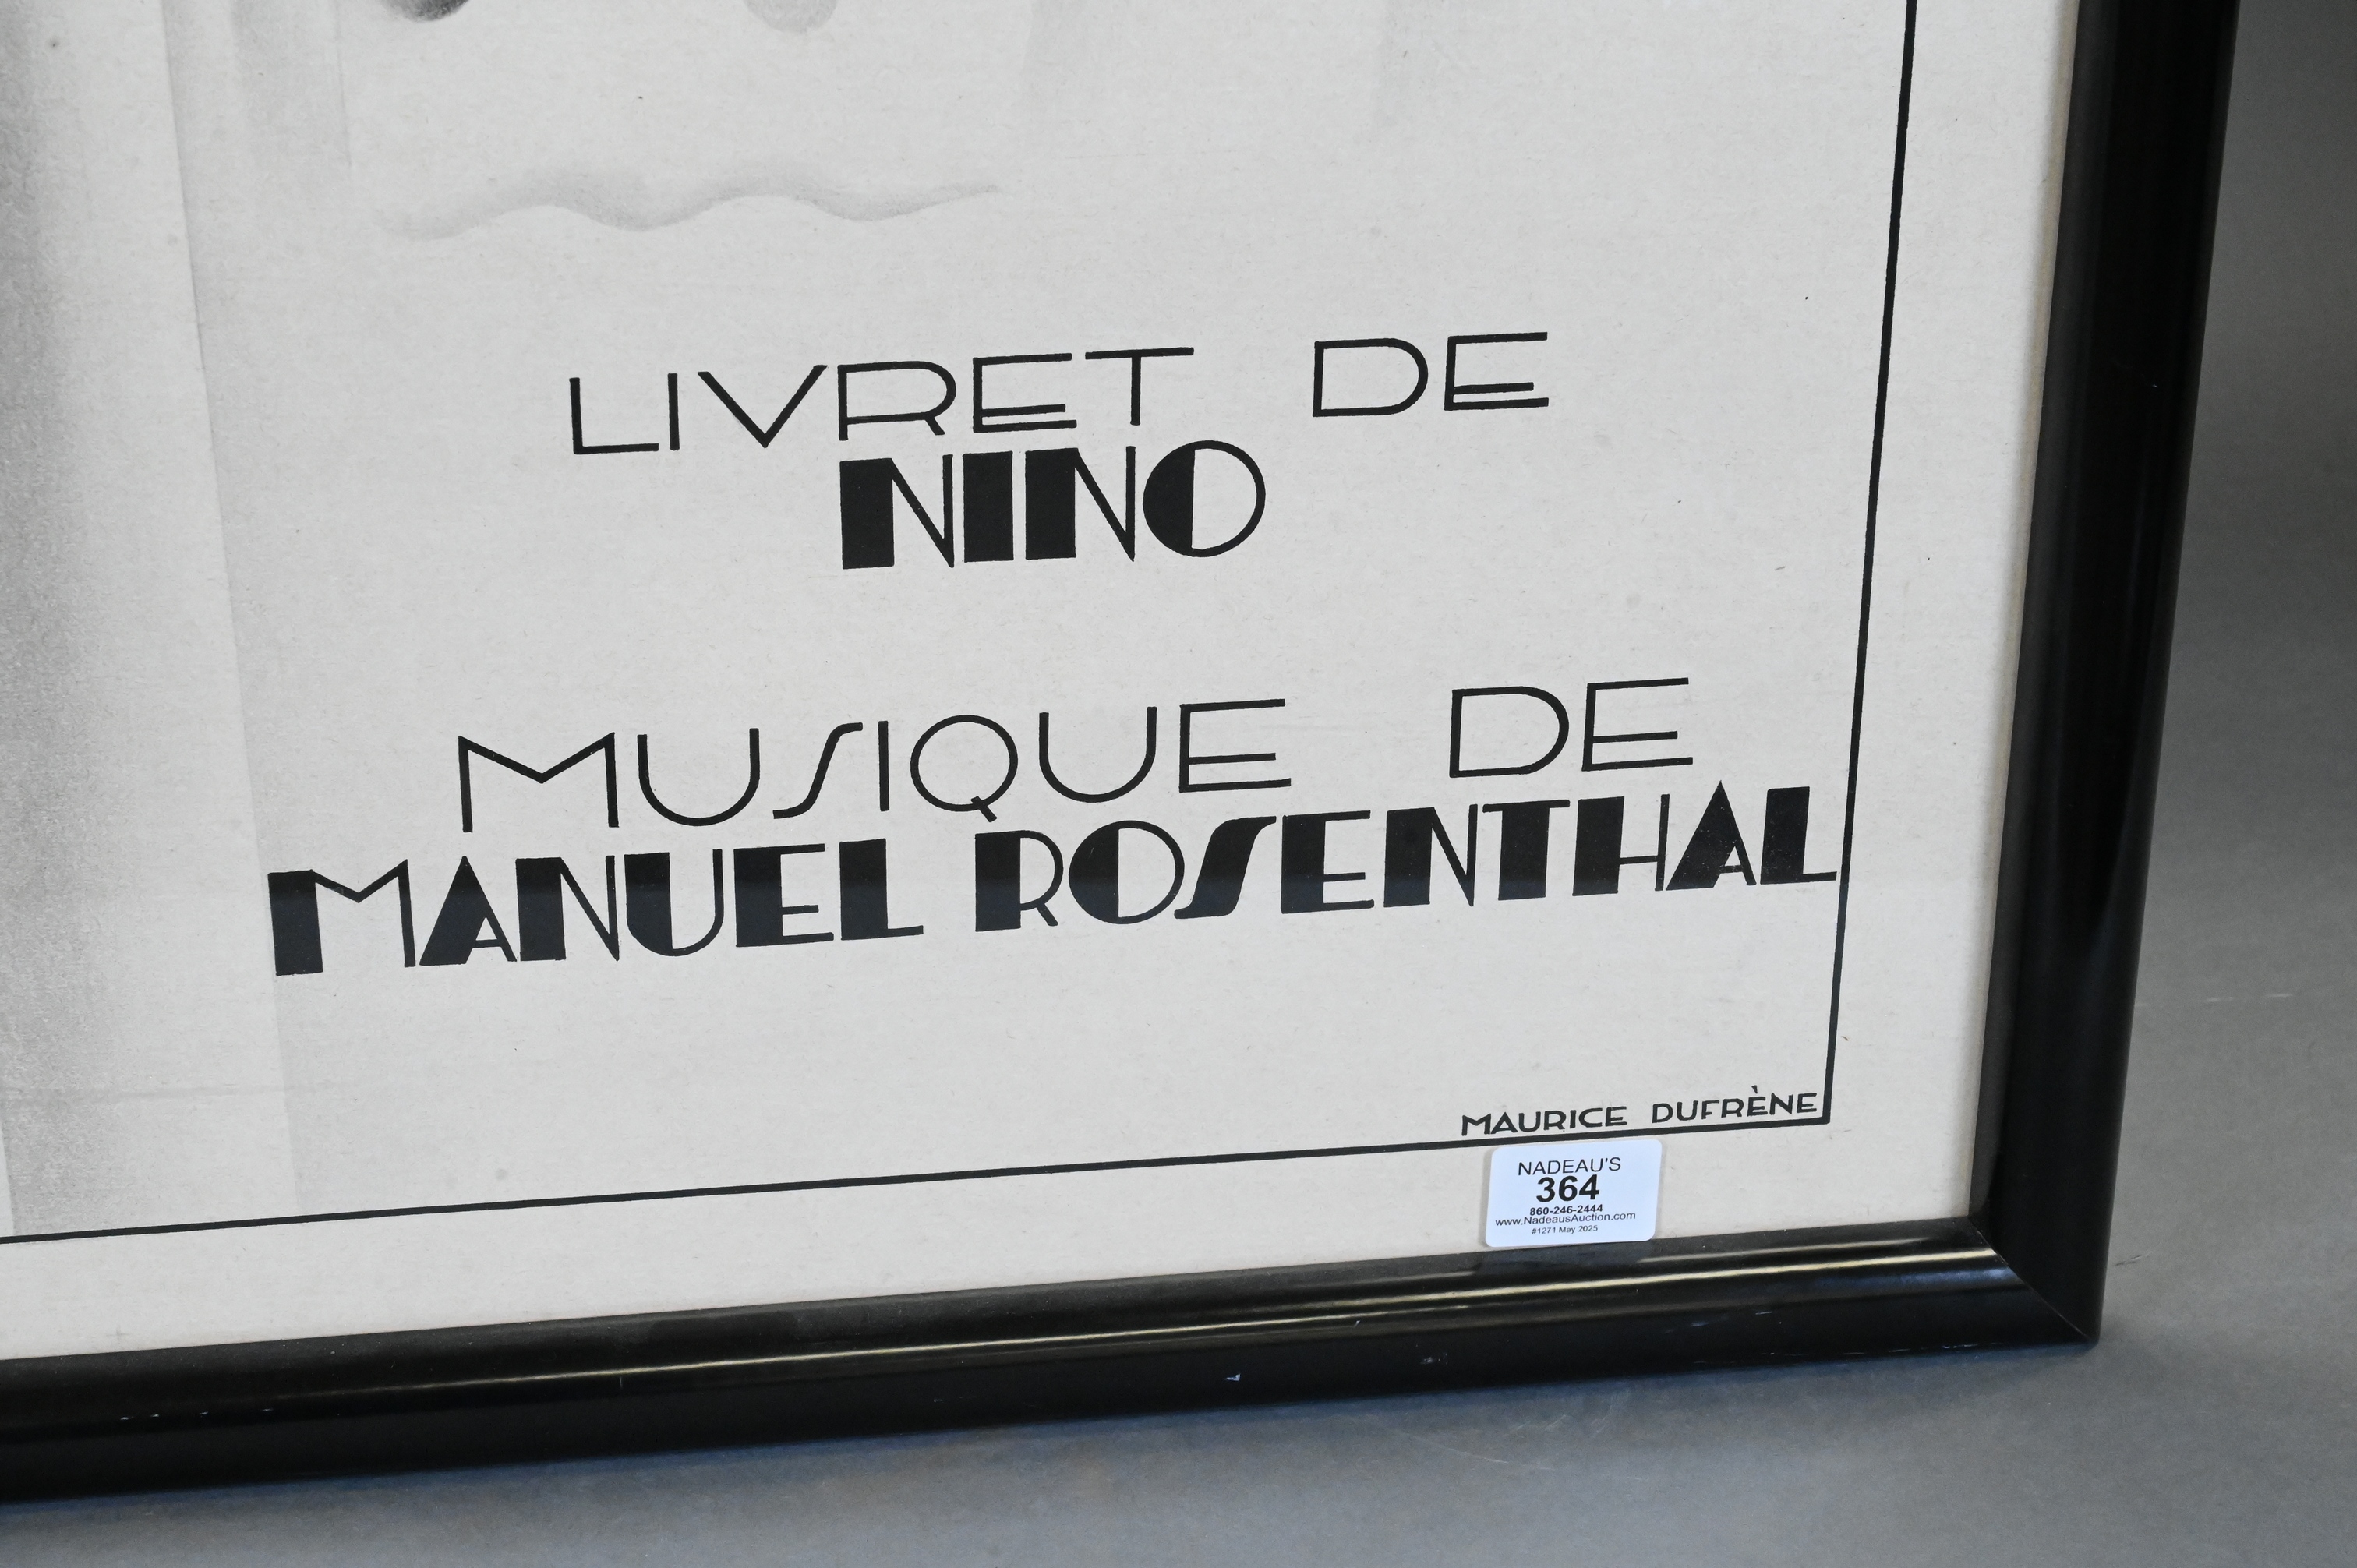 LIVRET DE
NINO
MUSIQUE DE
MANUEL ROSENTHAL
MAURICE DUFRÈNE
NADEAU'S
364
860-246-2444
www.NadeausAuction.com
#1271 May 2025